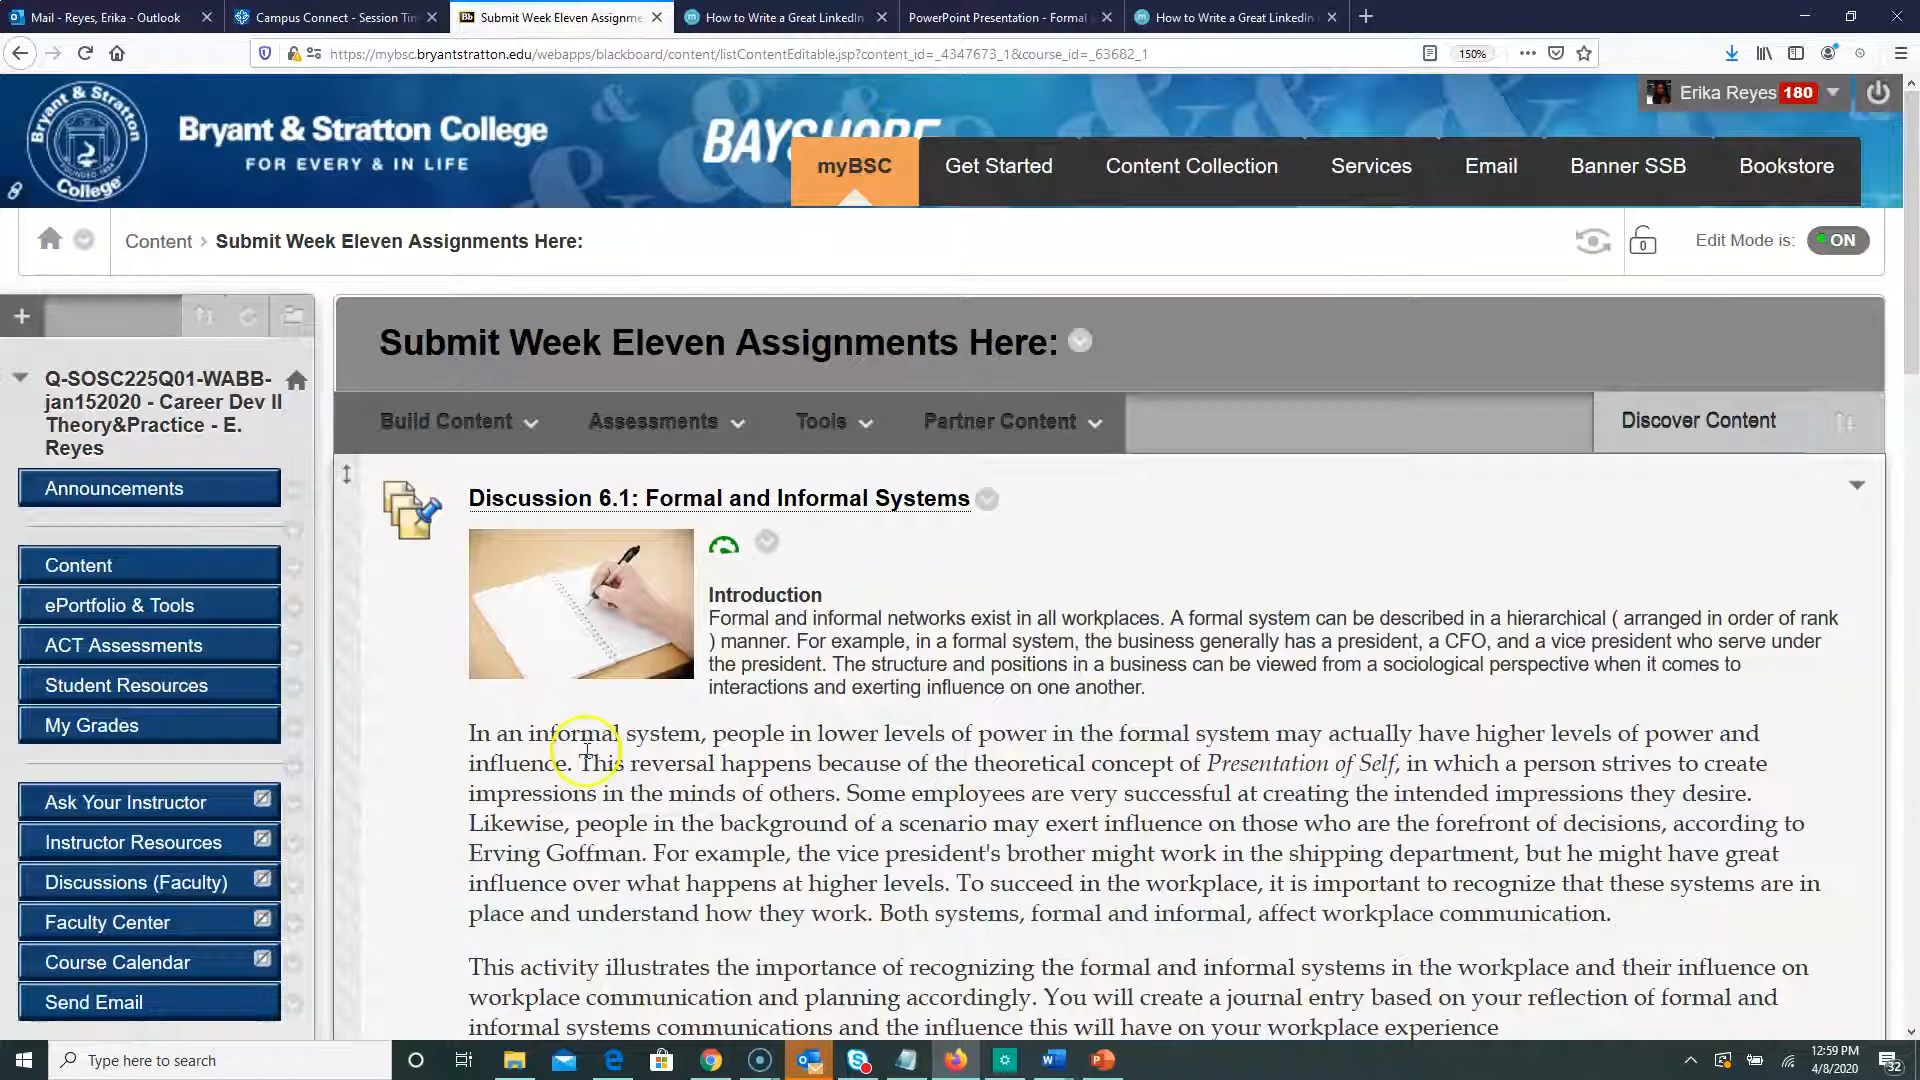 Mail - Reyes, Erika - Outlook
Campus Connect - Session Tim
Submit Week Eleven Assignme
How to Write a Great LinkedIn
PowerPoint Presentation - Formal
How to Write a Great LinkedIn
https://mybsc.bryantstratton.edu/webapps/blackboard/content/listContentEditable.jsp?content_id=_4347673_1&course_id=_63682_1
150%
Bryant & Stratton College
FOR EVERY & IN LIFE
BAYSHORE
Erika Reyes 180
myBSC
Get Started
Content Collection
Services
Email
Banner SSB
Bookstore
Content > Submit Week Eleven Assignments Here:
0
Edit Mode is: ON
Submit Week Eleven Assignments Here:
Build Content
Assessments
Tools
Partner Content
Discover Content
Q-SOSC225Q01-WABB-
jan152020 - Career Dev II
Theory&Practice - E.
Reyes
Announcements
Content
ePortfolio & Tools
ACT Assessments
Student Resources
My Grades
Ask Your Instructor
Instructor Resources
Discussions (Faculty)
Faculty Center
Course Calendar
Send Email
Discussion 6.1: Formal and Informal Systems
Introduction
Formal and informal networks exist in all workplaces. A formal system can be described in a hierarchical ( arranged in order of rank
) manner. For example, in a formal system, the business generally has a president, a CFO, and a vice president who serve under
the president. The structure and positions in a business can be viewed from a sociological perspective when it comes to
interactions and exerting influence on one another.
In an informal system, people in lower levels of power in the formal system may actually have higher levels of power and
influence. This reversal happens because of the theoretical concept of Presentation of Self, in which a person strives to create
impressions in the minds of others. Some employees are very successful at creating the intended impressions they desire.
Likewise, people in the background of a scenario may exert influence on those who are the forefront of decisions, according to
Erving Goffman. For example, the vice president's brother might work in the shipping department, but he might have great
influence over what happens at higher levels. To succeed in the workplace, it is important to recognize that these systems are in
place and understand how they work. Both systems, formal and informal, affect workplace communication.
This activity illustrates the importance of recognizing the formal and informal systems in the workplace and their influence on
workplace communication and planning accordingly. You will create a journal entry based on your reflection of formal and
informal systems communications and the influence this will have on your workplace experience
Type here to search
12:59 PM
4/8/2020
32